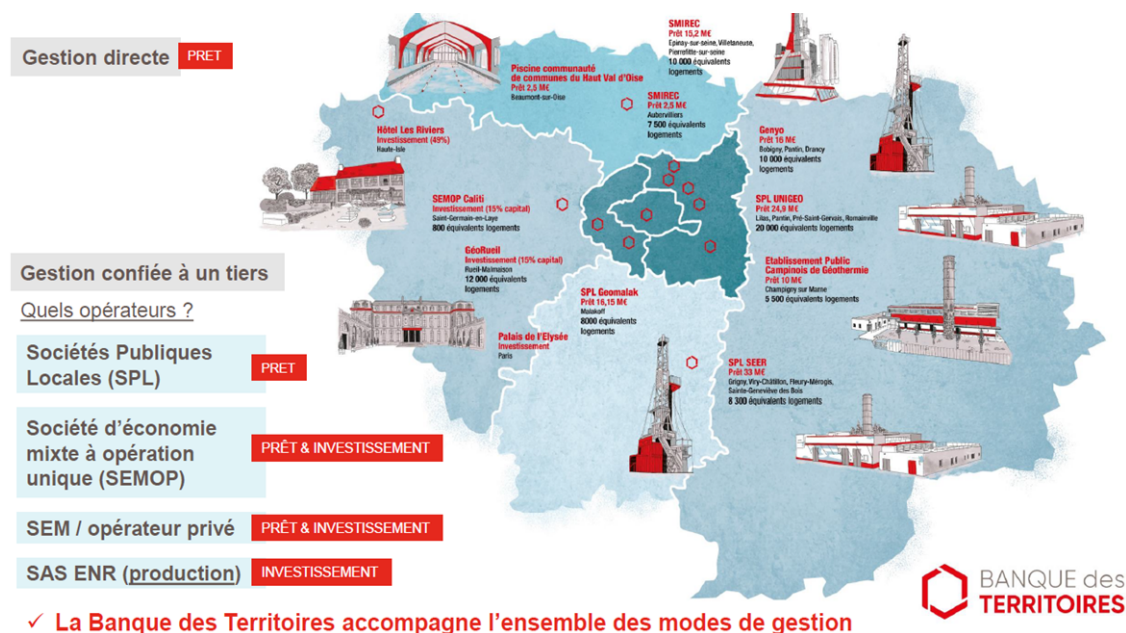 Gestion directe
PRET
Piscine communauté
de communes du Haut Val d'Oise
Prêt 2,5 M€
Beaumont-sur-Oise
SMIREC
Prêt 15,2 M€
Epinay-sur-seine, Villetaneuse,
Pierrefitte-sur-seine
10 000 équivalents
logements
SMIREC
Prêt 2,5 M€
Aubervilliers
7 500 équivalents
logements
Hôtel Les Riviers
Investissement (49%)
Haute-Isle
Genyo
Prêt 16 M€
Bobigny, Pantin, Drancy
10 000 équivalents
logements
SEMOP Caliti
Investissement (15% capital)
Saint-Germain-en-Laye
800 équivalents logements
SPL UNIGEO
Prêt 24,9 M€
Lilas, Pantin, Pré-Saint-Gervais, Romainville
20 000 équivalents logements
GéoRueil
Investissement (15% capital)
Rueil-Malmaison
12 000 équivalents
logements
Etablissement Public
Campinois de Géothermie
Prêt 10 M€
Champigny sur Marne
5 500 équivalents logements
SPL Geomalak
Prêt 16,15 M€
Malakoff
8000 équivalents
logements
Palais de l'Elysée
Investissement
Paris
SPL SEER
Prêt 33 M€
Grigny, Viry-Châtillon, Fleury-Mérogis,
Sainte-Geneviève des Bois
8 300 équivalents logements
Gestion confiée à un tiers
Quels opérateurs ?
Sociétés Publiques
Locales (SPL)
PRET
Société d'économie
mixte à opération
unique (SEMOP)
PRÊT & INVESTISSEMENT
SEM / opérateur privé
PRÊT & INVESTISSEMENT
SAS ENR (production)
INVESTISSEMENT
BANQUE des
TERRITOIRES
✓ La Banque des Territoires accompagne l'ensemble des modes de gestion